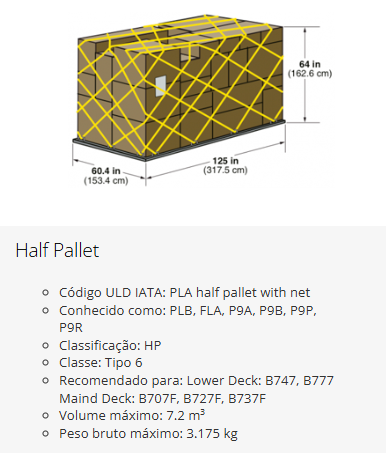 64 in
(162.6 cm)
125 in
(317.5 cm)
60.4 in
(153.4 cm)
Half Pallet
Código ULD IATA: PLA half pallet with net
Conhecido como: PLB, FLA, P9A, P9B, P9P,
P9R
Classificação: HP
Classe: Tipo 6
Recomendado para: Lower Deck: B747, B777
Maind Deck: B707F, B727F, B737F
Volume máximo: 7.2 m³
Peso bruto máximo: 3.175 kg